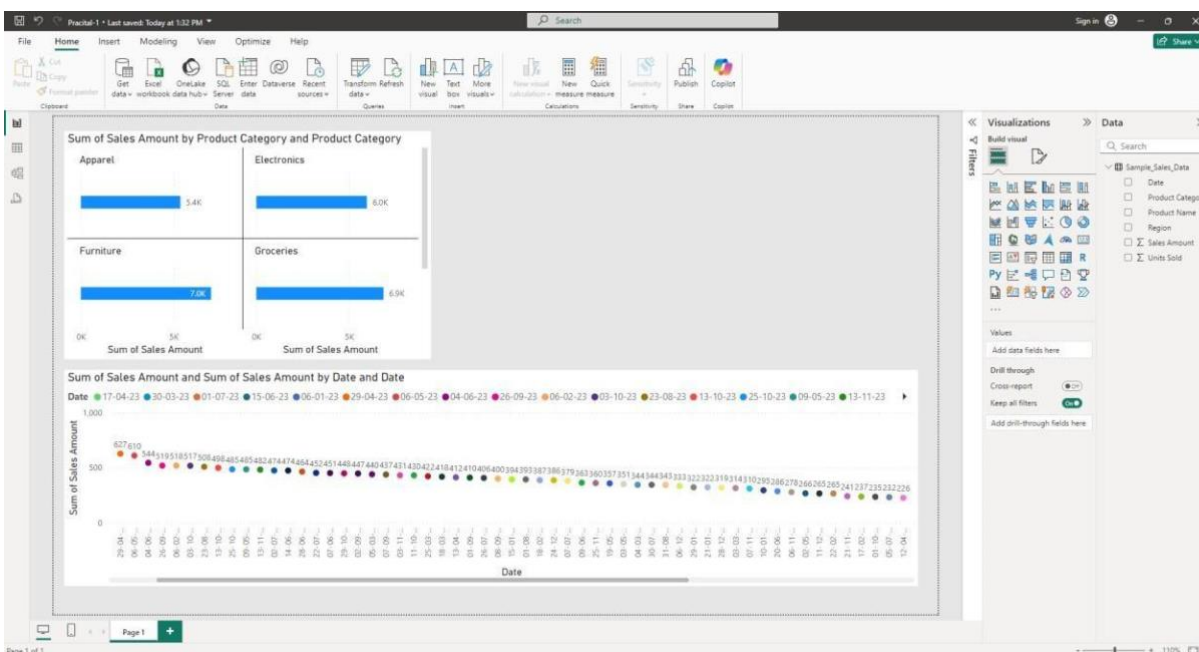 Pracital-1 • Last saved: Today at 1:32 PM
Search
Sign in
File Home Insert Modeling View Optimize Help
Share
Paste
Cut
Copy
Format painter
Get data
Excel workbook
OneLake data hub
SQL Server
Enter data
Dataverse
Recent sources
Transform data
Refresh
New visual
Text box
More visuals
New visual calculation
New measure
Quick measure
Sensitivity
Publish
Copilot
Clipboard Data Queries Insert Calculations Sensitivity Share Copilot
Sum of Sales Amount by Product Category and Product Category
Apparel Electronics
5.4K 6.0K
Furniture Groceries
7.0K 6.9K
0K 5K 0K 5K
Sum of Sales Amount Sum of Sales Amount
Sum of Sales Amount and Sum of Sales Amount by Date and Date
Date 17-04-23 30-03-23 01-07-23 15-06-23 06-01-23 29-04-23 06-05-23 04-06-23 26-09-23 06-02-23 03-10-23 23-08-23 13-10-23 25-10-23 09-05-23 13-11-23
1,000
500
0
Sum of Sales Amount
627 610
Date
Filters
Visualizations
Build visual
Values
Add data fields here
Drill through
Cross-report Off
Keep all filters On
Add drill-through fields here
Data
Search
Sample_Sales_Data
Date
Product Catego
Product Name
Region
Sales Amount
Units Sold
Page 1
Page 1 of 1
110%